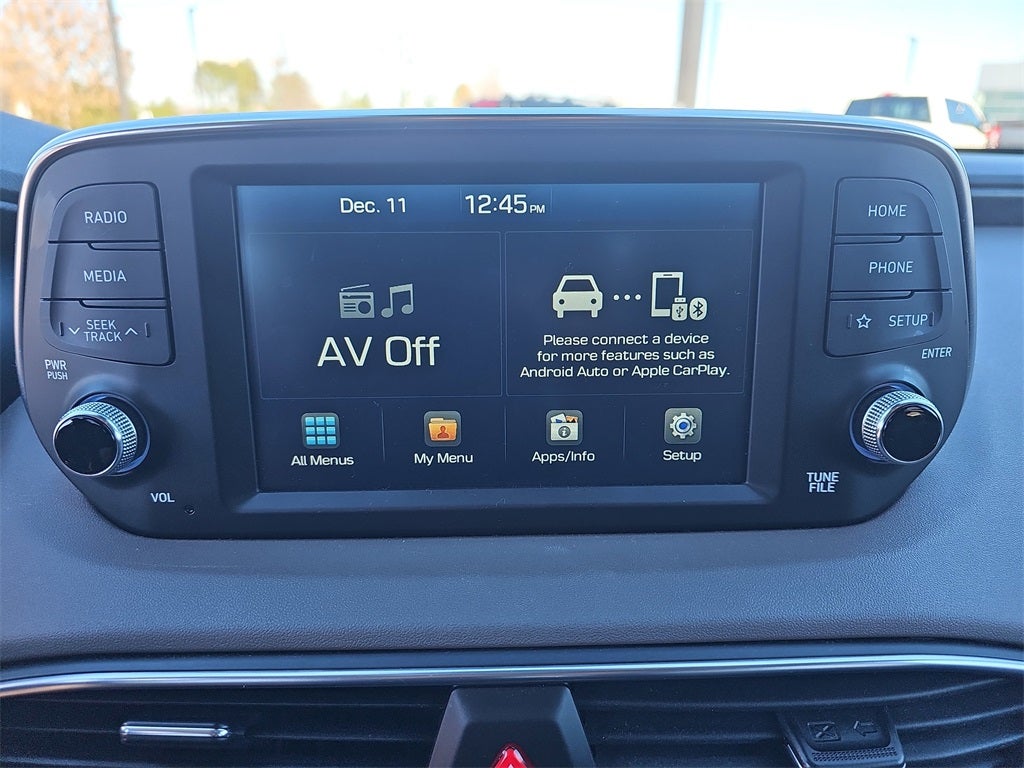 Dec. 11 12:45 PM
RADIO
MEDIA
SEEK
TRACK
PWR
PUSH
VOL
AV Off
Please connect a device
for more features such as
Android Auto or Apple CarPlay.
All Menus My Menu Apps/Info Setup
HOME
PHONE
SETUP
ENTER
TUNE
FILE